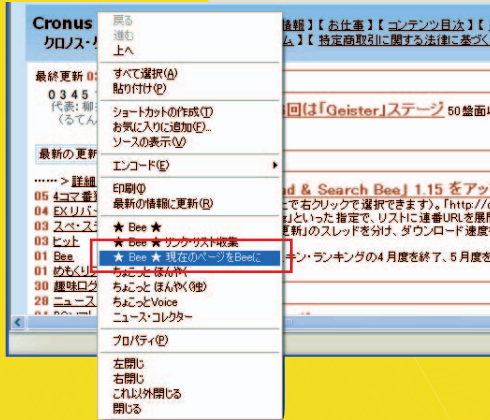 Cronus
クロノス・
情報】【 お仕事】【 コンテンツ目次】【
ム】【 特定商取引に関する法律に基づく
最終更新 03
0345
代表: 柳
(るてん
回は「Geister」ステージ 50盤面
最新の更新
……> 詳細
05 4コマ番
04 EXリバ
03 スペ・ス
03 ヒット
01 Bee
01 めもくり
30 趣味ログ
28 ニュース
d & Search Bee」 1.15 をアッ
で右クリックで選択できます)。「http://c
」といった指定で、リストに連番URLを展
更新」のスレッドを分け、ダウンロード速度
キン・ランキングの4月度を終了、5月度を
戻る
進む
上へ
すべて選択(A)
貼り付け(P)
ショートカットの作成(T)
お気に入りに追加(F)...
ソースの表示(V)
エンコード(E)
印刷(I)
最新の情報に更新(R)
★ Bee ★
★ Bee ★ リンク・リスト収集
★ Bee ★ 現在のページをBeeに
ちょこっと ほんやく
ちょこっと ほんやく(独)
ちょこっとVoice
ニュース・コレクター
プロパティ(P)
左閉じ
右閉じ
これ以外閉じる
閉じる